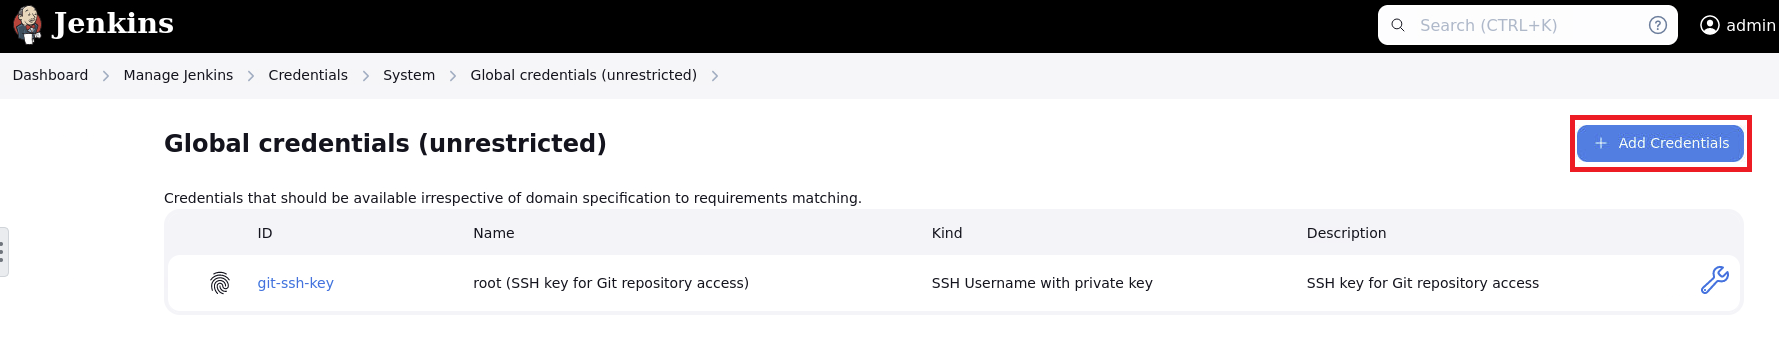 Jenkins
Search (CTRL+K)
admin
Dashboard Manage Jenkins Credentials System Global credentials (unrestricted)
Global credentials (unrestricted)
+ Add Credentials
Credentials that should be available irrespective of domain specification to requirements matching.
ID Name Kind Description
git-ssh-key root (SSH key for Git repository access) SSH Username with private key SSH key for Git repository access